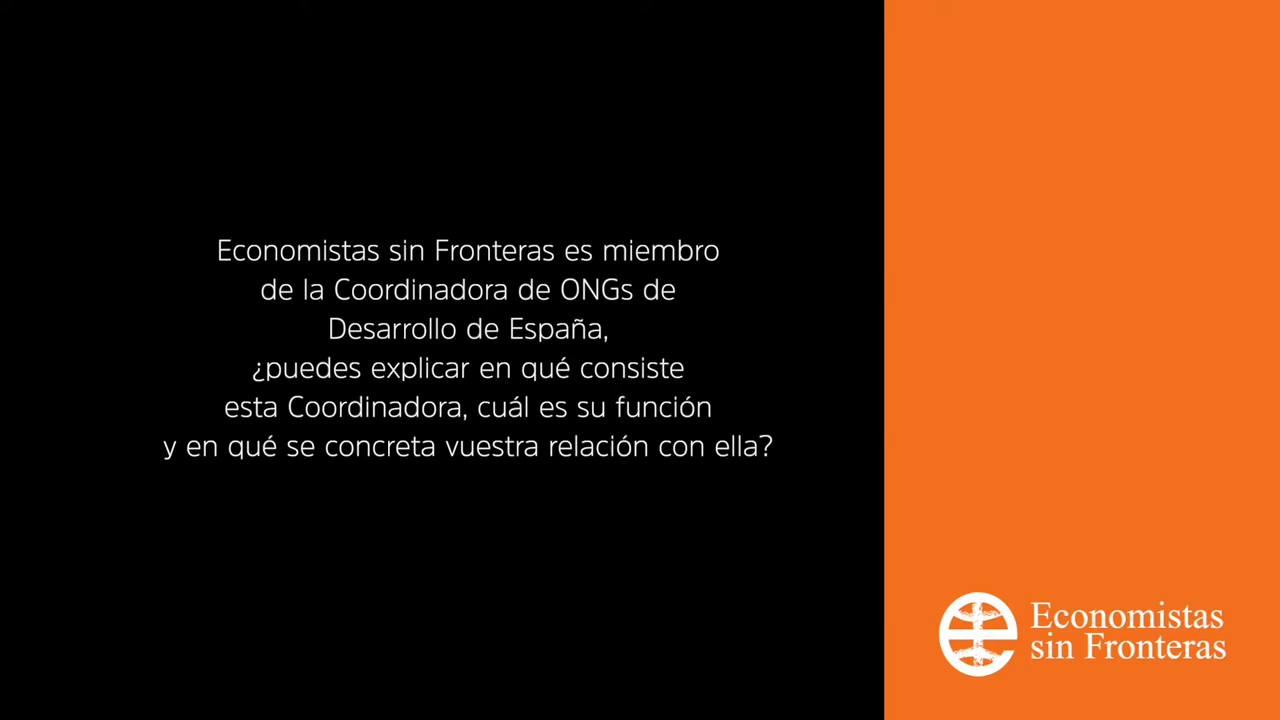 Economistas sin Fronteras es miembro
de la Coordinadora de ONGs de
Desarrollo de España,
¿puedes explicar en qué consiste
esta Coordinadora, cuál es su función
y en qué se concreta vuestra relación con ella?
Economistas
sin Fronteras